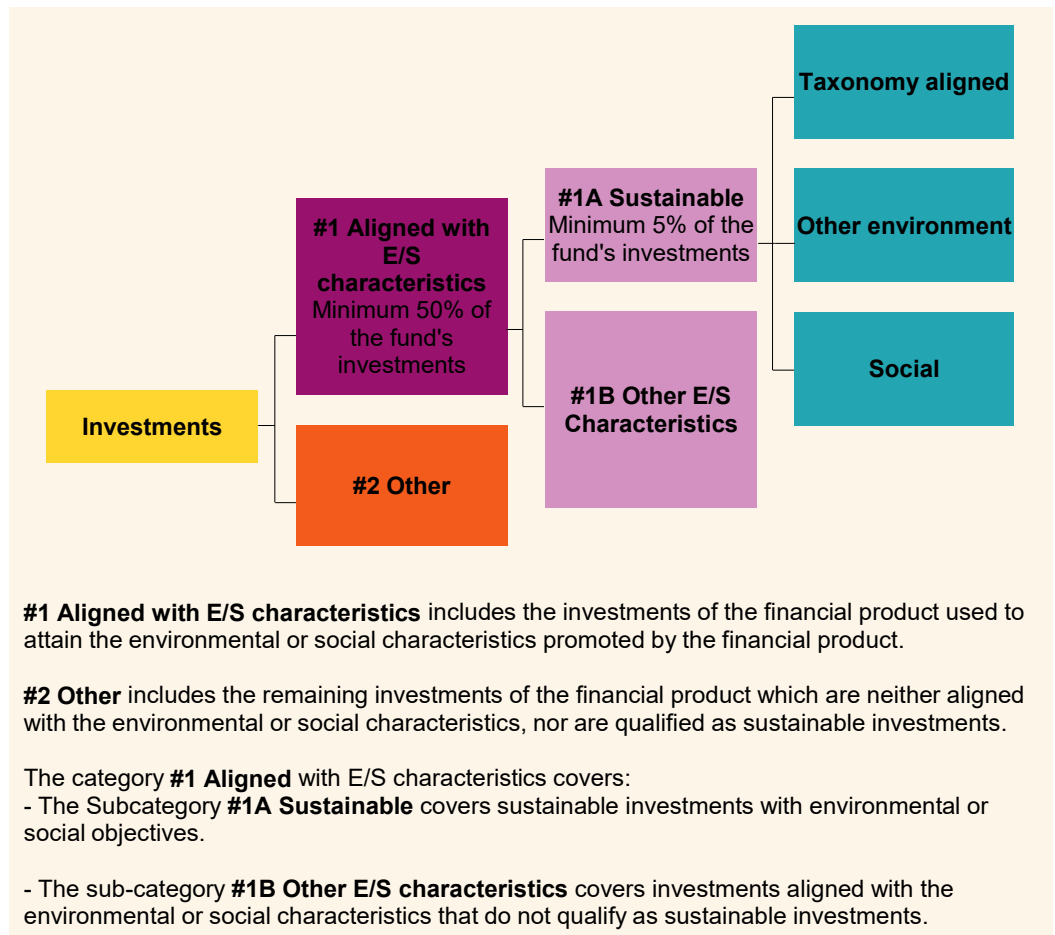 Taxonomy aligned
#1A Sustainable
Minimum 5% of the
fund's investments
#1 Aligned with
E/S
characteristics
Minimum 50% of
the fund's
investments
Other environment
Social
#1B Other E/S
Characteristics
Investments
#2 Other
#1 Aligned with E/S characteristics includes the investments of the financial product used to
attain the environmental or social characteristics promoted by the financial product.
#2 Other includes the remaining investments of the financial product which are neither aligned
with the environmental or social characteristics, nor are qualified as sustainable investments.
The category #1 Aligned with E/S characteristics covers:
- The Subcategory #1A Sustainable covers sustainable investments with environmental or
social objectives.
- The sub-category #1B Other E/S characteristics covers investments aligned with the
environmental or social characteristics that do not qualify as sustainable investments.